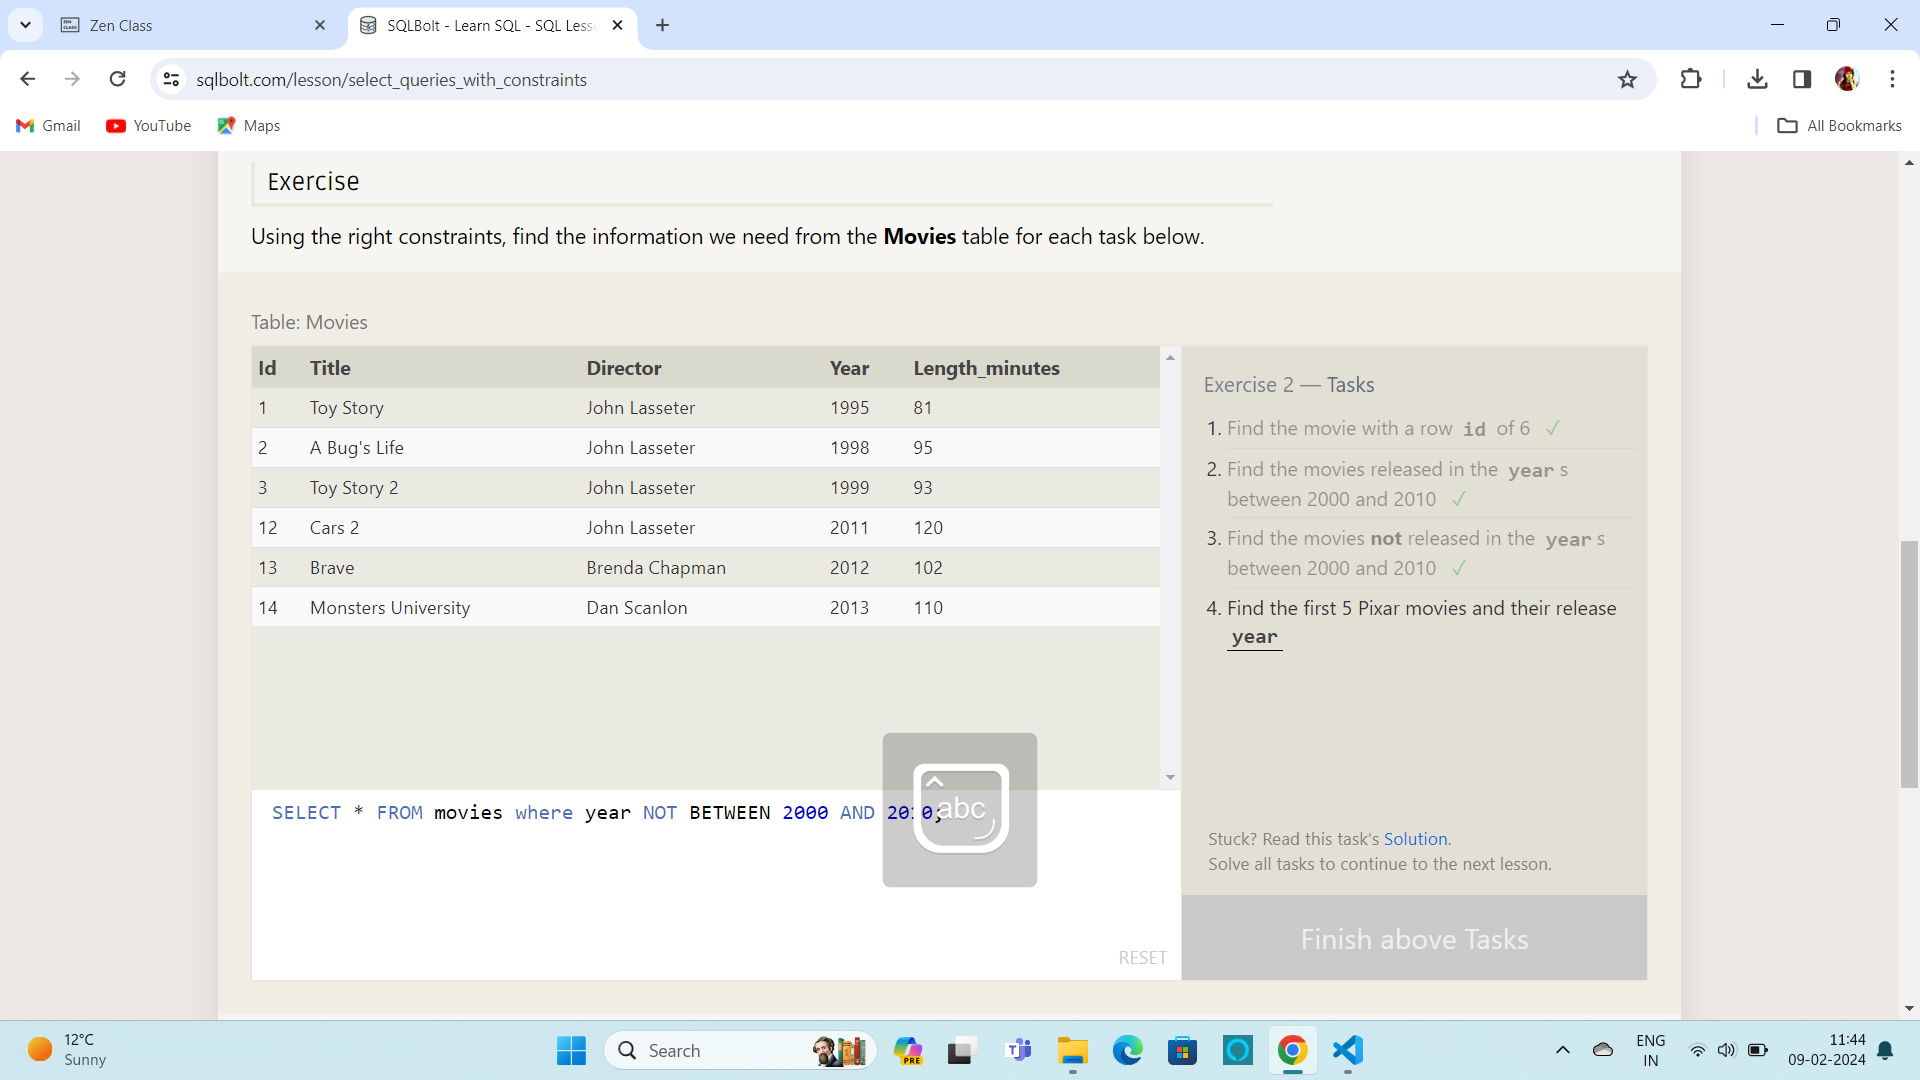 Zen Class
SQLBolt - Learn SQL - SQL Less
sqlbolt.com/lesson/select_queries_with_constraints
Gmail YouTube Maps All Bookmarks
Exercise
Using the right constraints, find the information we need from the Movies table for each task below.
Table: Movies
Id Title Director Year Length_minutes
1 Toy Story John Lasseter 1995 81
2 A Bug's Life John Lasseter 1998 95
3 Toy Story 2 John Lasseter 1999 93
12 Cars 2 John Lasseter 2011 120
13 Brave Brenda Chapman 2012 102
14 Monsters University Dan Scanlon 2013 110
Exercise 2 — Tasks
1. Find the movie with a row id of 6 ✓
2. Find the movies released in the year s
between 2000 and 2010 ✓
3. Find the movies not released in the year s
between 2000 and 2010 ✓
4. Find the first 5 Pixar movies and their release
year
SELECT * FROM movies where year NOT BETWEEN 2000 AND 2010;
abc
RESET
Stuck? Read this task's Solution.
Solve all tasks to continue to the next lesson.
Finish above Tasks
12°C
Sunny
Search
PRE
ENG
IN
11:44
09-02-2024